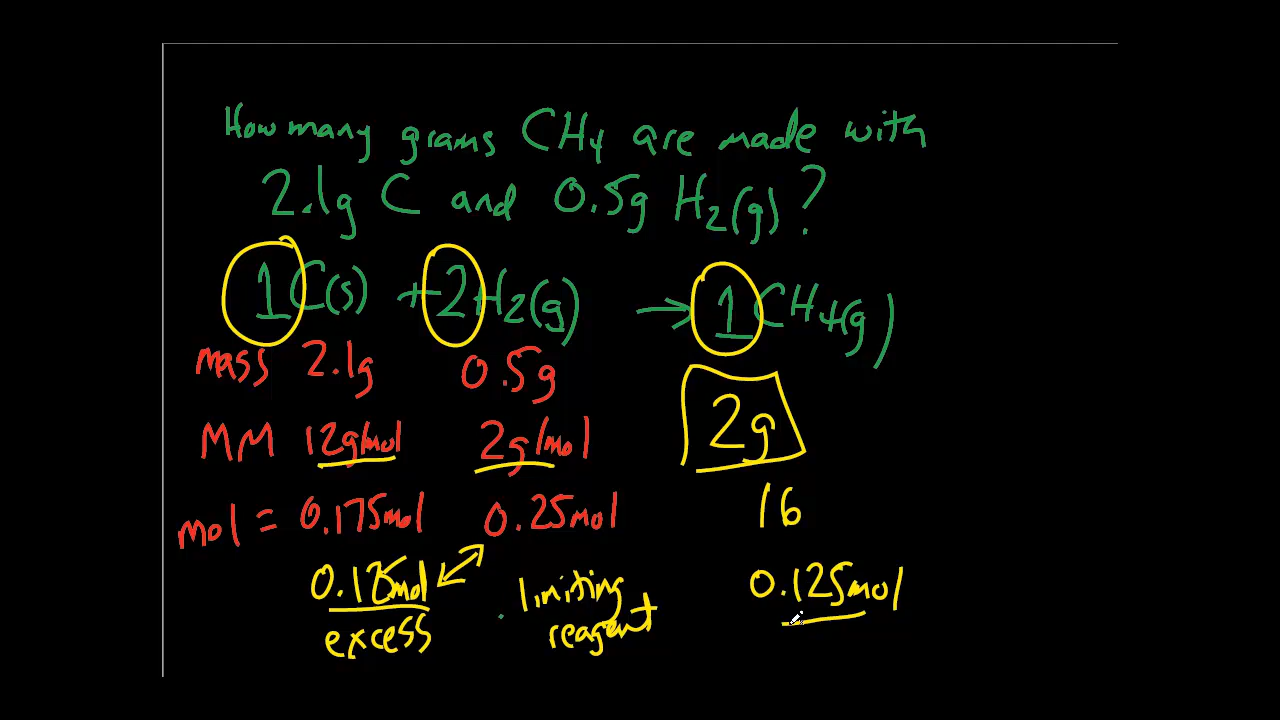 How many grams CH4 are made with
2.1g C and 0.5g H2(g)?
1 C(s) + 2 H2(g) → 1 CH4(g)
mass 2.1g 0.5g 2g
MM 12g/mol 2g/mol 16
mol = 0.175mol 0.25mol 0.125mol
0.125mol limiting
excess reagent